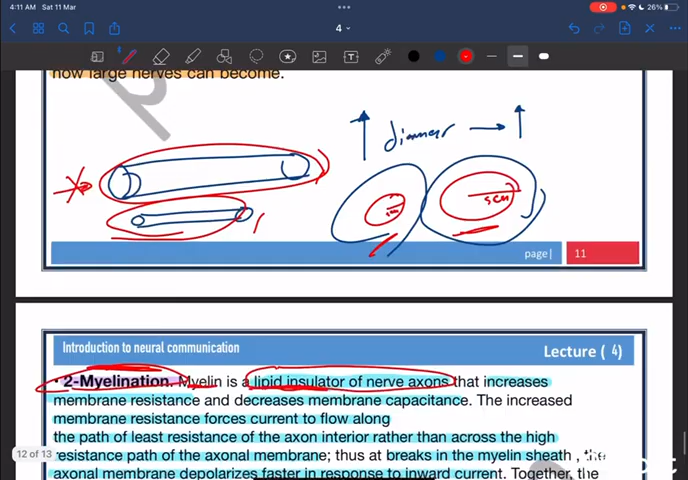 4:11 AM Sat 11 Mar
26%
4
how large nerves can become.
page| 11
Introduction to neural communication
Lecture ( 4)
· 2-Myelination. Myelin is a lipid insulator of nerve axons that increases
membrane resistance and decreases membrane capacitance. The increased
membrane resistance forces current to flow along
the path of least resistance of the axon interior rather than across the high
resistance path of the axonal membrane; thus at breaks in the myelin sheath , the
axonal membrane depolarizes faster in response to inward current. Together, the
12 of 13